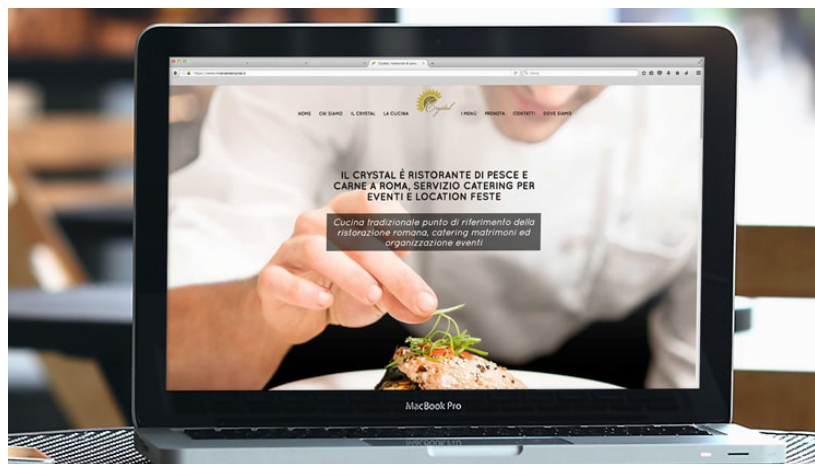 Crystal
HOME CHI SIAMO IL CRYSTAL LA CUCINA I MENÙ PRENOTA CONTATTI DOVE SIAMO
IL CRYSTAL È RISTORANTE DI PESCE E
CARNE A ROMA, SERVIZIO CATERING PER
EVENTI E LOCATION FESTE
Cucina tradizionale punto di riferimento della
ristorazione romana, catering matrimoni ed
organizzazione eventi
MacBook Pro